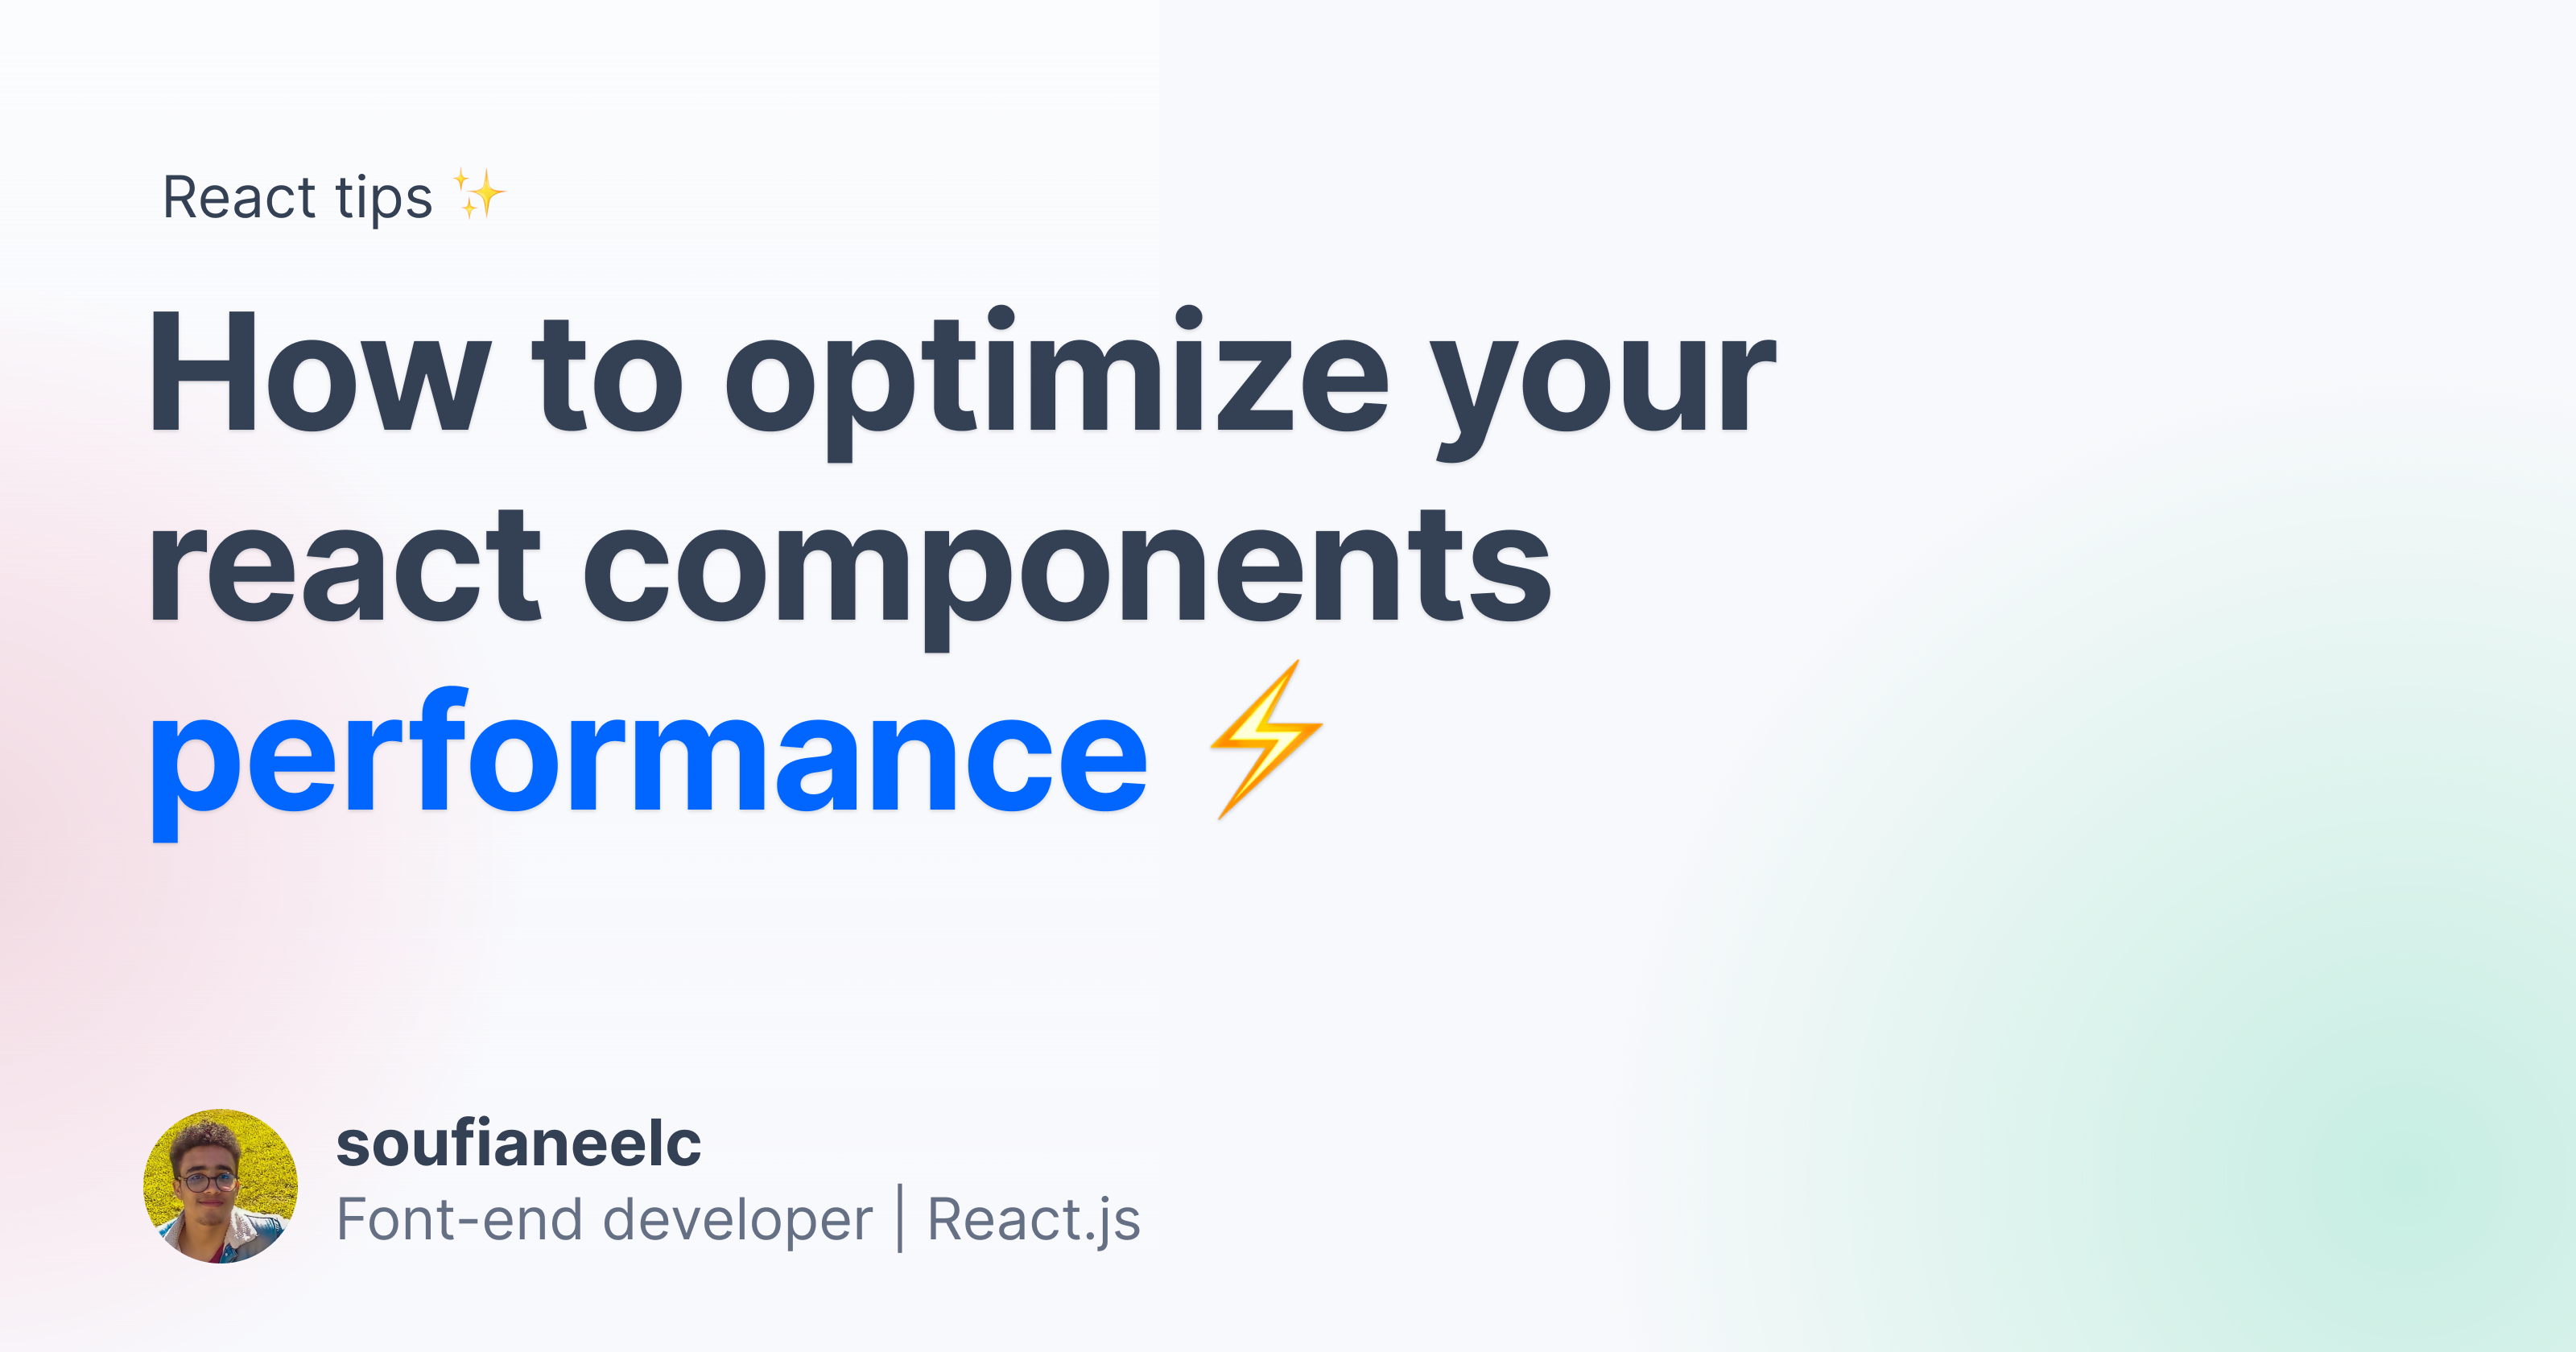 React tips ✨
How to optimize your
react components
performance ⚡
soufianeelc
Font-end developer | React.js